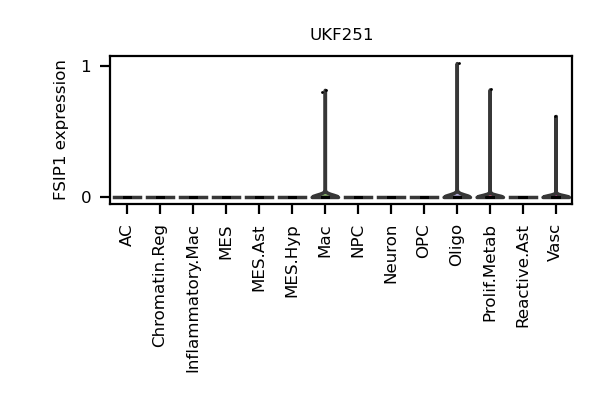 UKF251
FSIP1 expression
1
0
AC
Chromatin.Reg
Inflammatory.Mac
MES
MES.Ast
MES.Hyp
Mac
NPC
Neuron
OPC
Oligo
Prolif.Metab
Reactive.Ast
Vasc